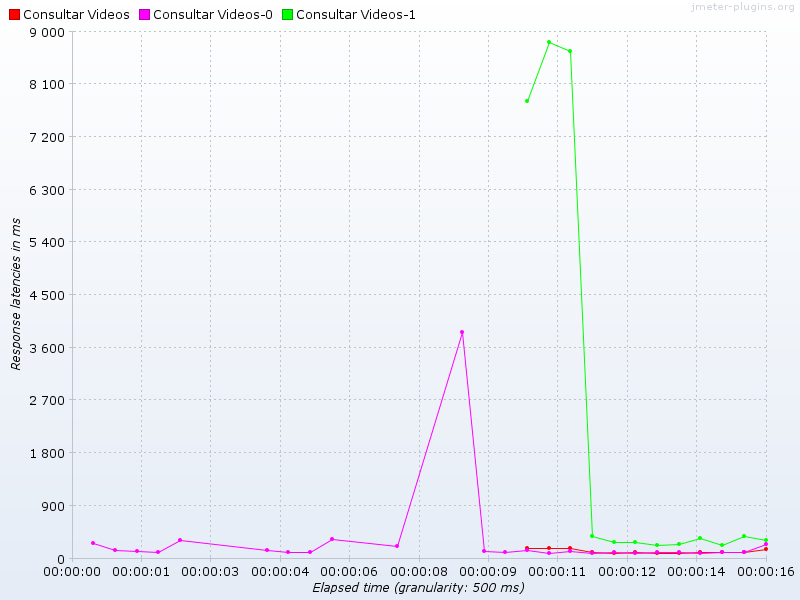 jmeter-plugins.org
Consultar Videos Consultar Videos-0 Consultar Videos-1
9 000
8 100
7 200
6 300
5 400
4 500
3 600
2 700
1 800
900
0
Response latencies in ms
00:00:00 00:00:01 00:00:03 00:00:04 00:00:06 00:00:08 00:00:09 00:00:11 00:00:12 00:00:14 00:00:16
Elapsed time (granularity: 500 ms)